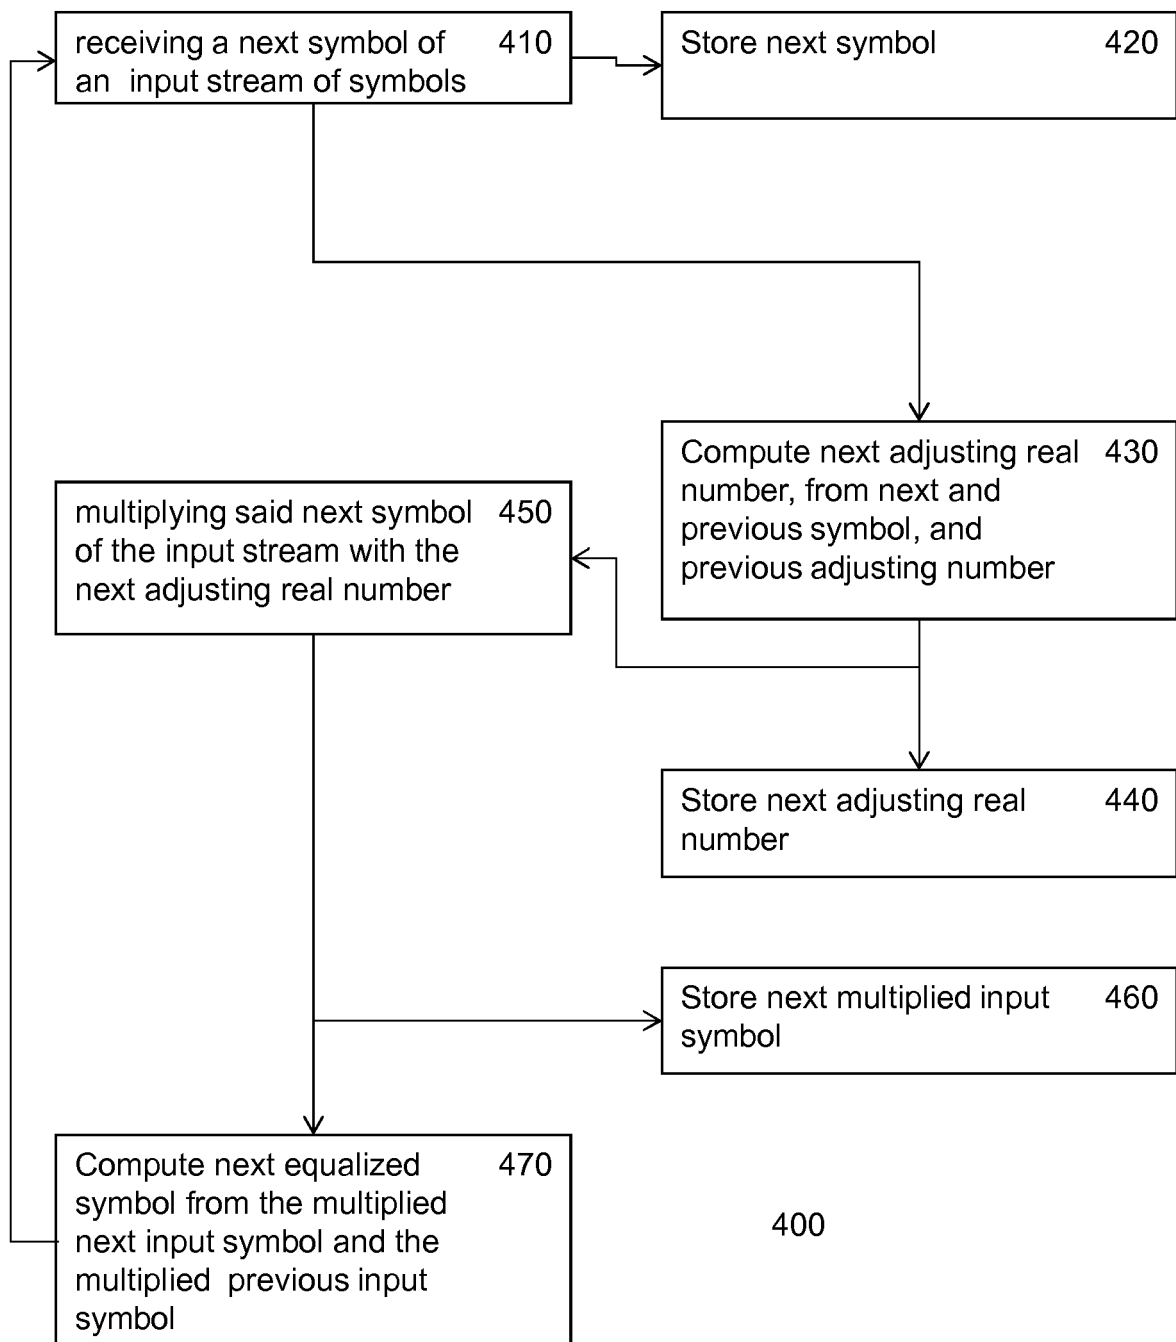 receiving a next symbol of 410
an input stream of symbols
Store next symbol 420
Compute next adjusting real 430
number, from next and
previous symbol, and
previous adjusting number
multiplying said next symbol 450
of the input stream with the
next adjusting real number
Store next adjusting real 440
number
Store next multiplied input 460
symbol
Compute next equalized 470
symbol from the multiplied
next input symbol and the
multiplied previous input
symbol
400